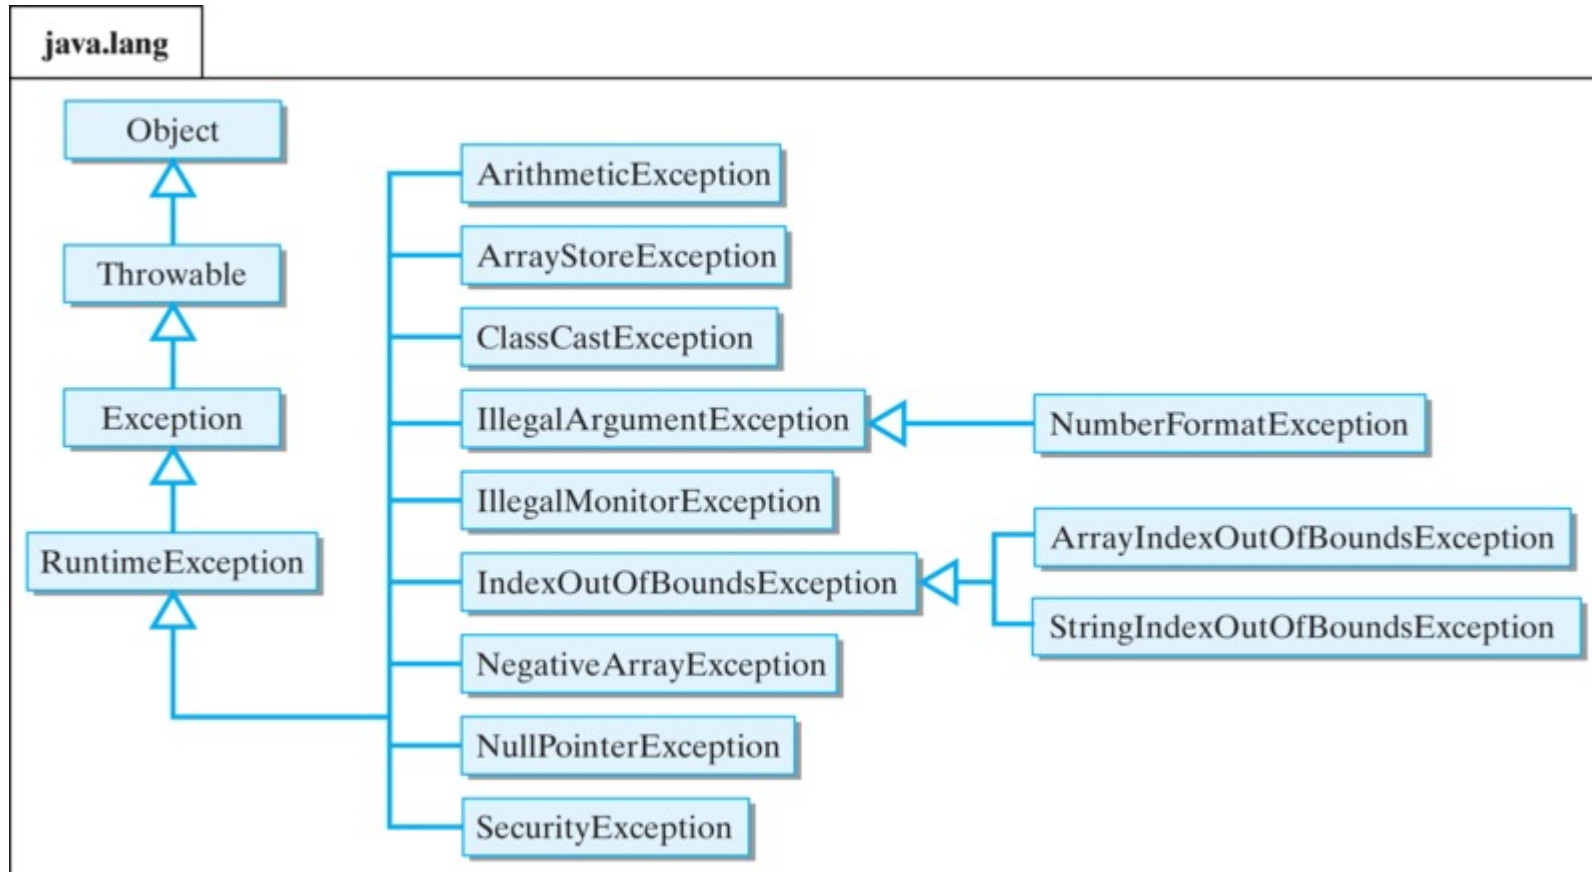 java.lang
Object
Throwable
Exception
RuntimeException
ArithmeticException
ArrayStoreException
ClassCastException
IllegalArgumentException
IllegalMonitorException
IndexOutOfBoundsException
NegativeArrayException
NullPointerException
SecurityException
NumberFormatException
ArrayIndexOutOfBoundsException
StringIndexOutOfBoundsException